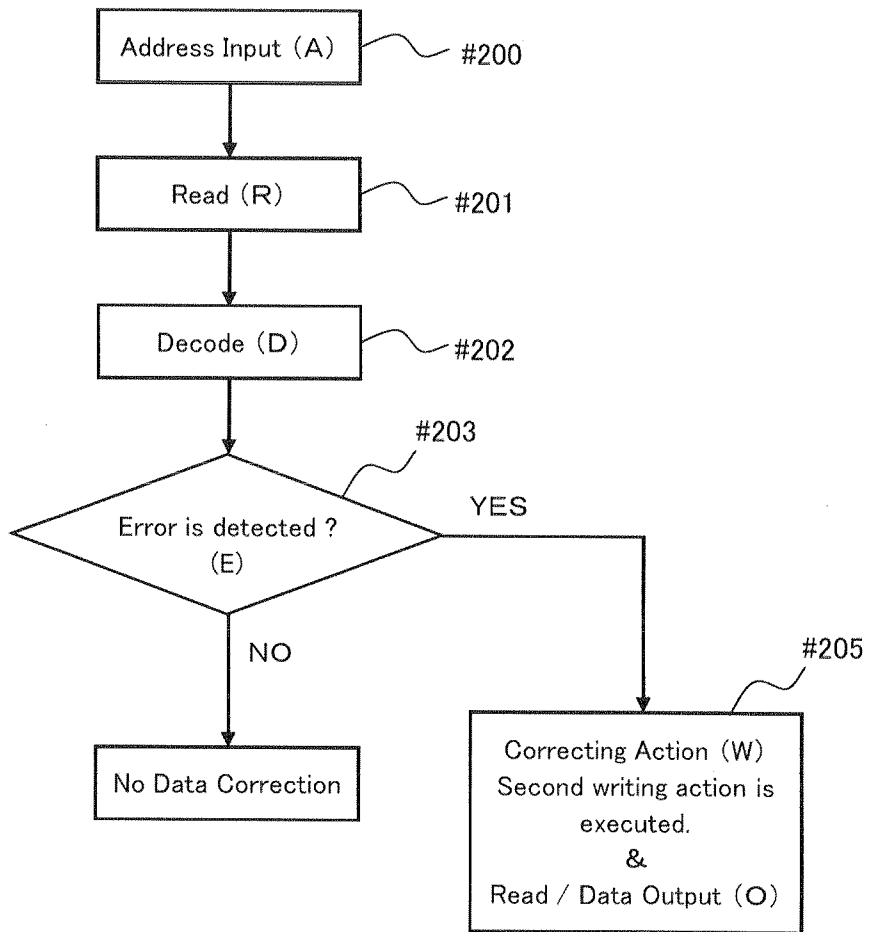 Address Input (A)
#200
Read (R)
#201
Decode (D)
#202
#203
Error is detected ?
(E)
YES
NO
#205
No Data Correction
Correcting Action (W)
Second writing action is
executed.
&
Read / Data Output (O)